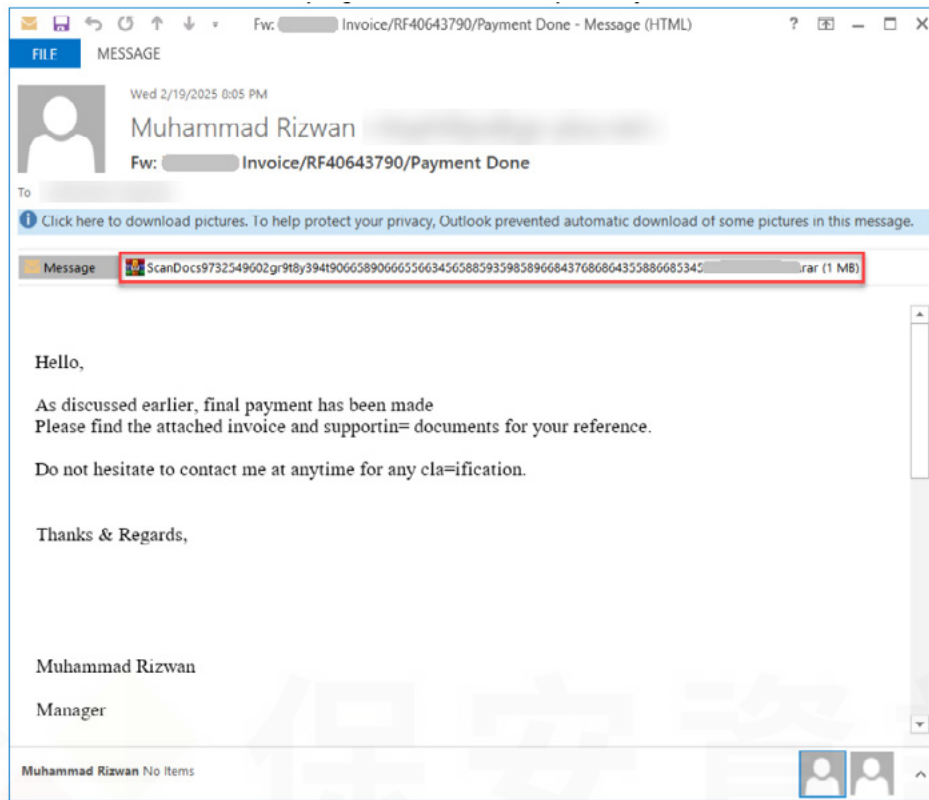 Fw: Invoice/RF40643790/Payment Done - Message (HTML)
FILE MESSAGE
Wed 2/19/2025 8:05 PM
Muhammad Rizwan
Fw: Invoice/RF40643790/Payment Done
To
Click here to download pictures. To help protect your privacy, Outlook prevented automatic download of some pictures in this message.
Message .rar (1 MB)
Hello,
As discussed earlier, final payment has been made
Please find the attached invoice and supportin= documents for your reference.
Do not hesitate to contact me at anytime for any cla=ification.
Thanks & Regards,
Muhammad Rizwan
Manager
保安資
Muhammad Rizwan No Items